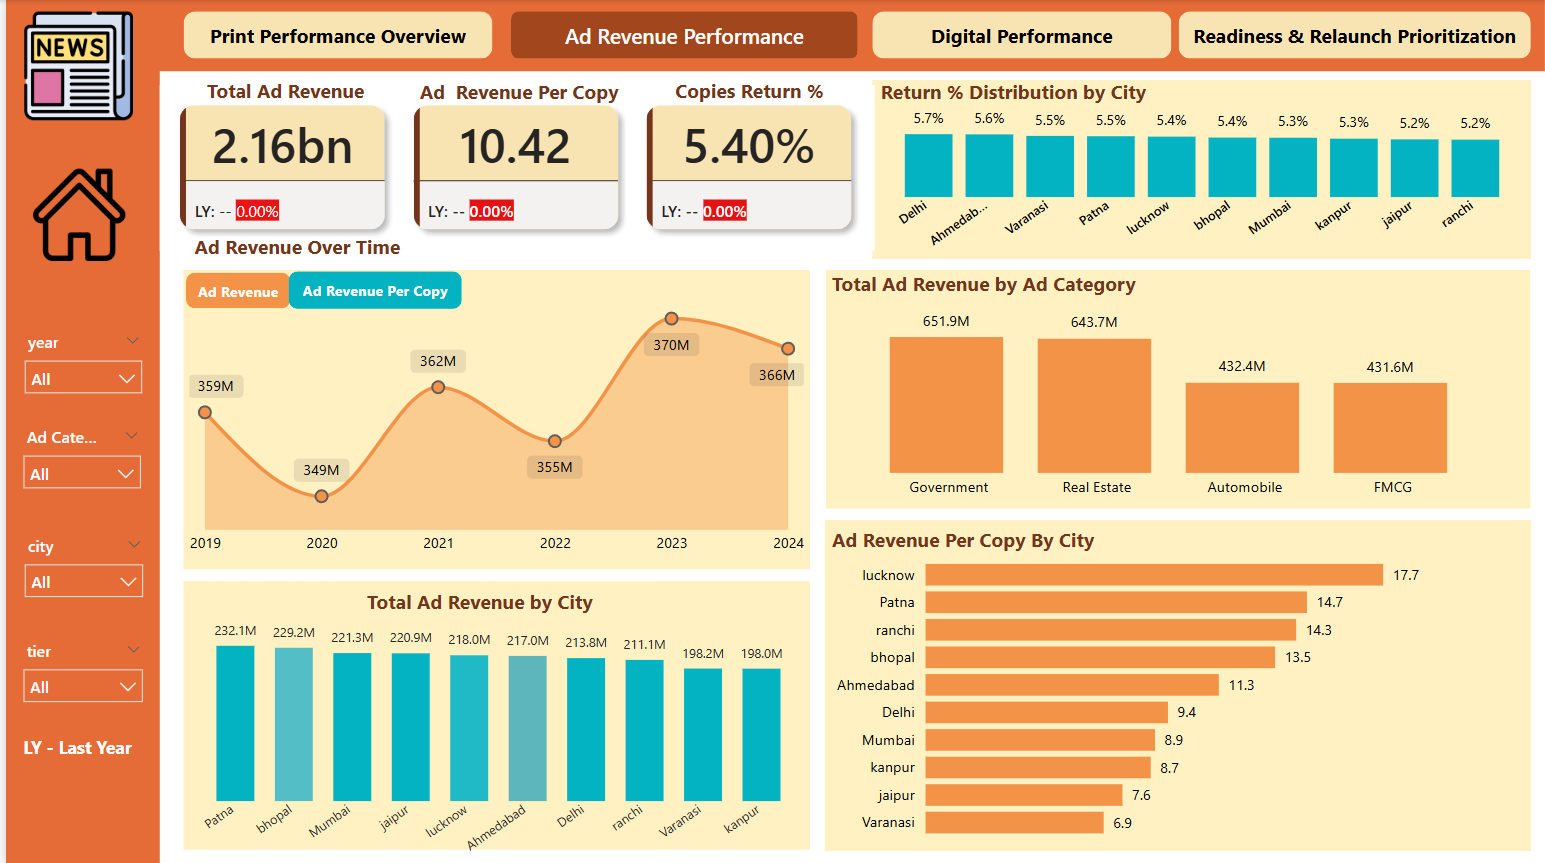 NEWS
Print Performance Overview
Ad Revenue Performance
Digital Performance
Readiness & Relaunch Prioritization
Total Ad Revenue
2.16bn
LY: -- 0.00%
Ad  Revenue Per Copy
10.42
LY: -- 0.00%
Copies Return %
5.40%
LY: -- 0.00%
Return % Distribution by City
5.7% 5.6% 5.5% 5.5% 5.4% 5.4% 5.3% 5.3% 5.2% 5.2%
Delhi Ahmedab... Varanasi Patna lucknow bhopal Mumbai kanpur jaipur ranchi
year
All
Ad Cate...
All
city
All
tier
All
LY - Last Year
Ad Revenue Over Time
Ad Revenue
Ad Revenue Per Copy
359M 349M 362M 355M 370M 366M
2019 2020 2021 2022 2023 2024
Total Ad Revenue by Ad Category
651.9M 643.7M 432.4M 431.6M
Government Real Estate Automobile FMCG
Total Ad Revenue by City
232.1M 229.2M 221.3M 220.9M 218.0M 217.0M 213.8M 211.1M 198.2M 198.0M
Patna bhopal Mumbai jaipur lucknow Ahmedabad Delhi ranchi Varanasi kanpur
Ad Revenue Per Copy By City
lucknow 17.7
Patna 14.7
ranchi 14.3
bhopal 13.5
Ahmedabad 11.3
Delhi 9.4
Mumbai 8.9
kanpur 8.7
jaipur 7.6
Varanasi 6.9